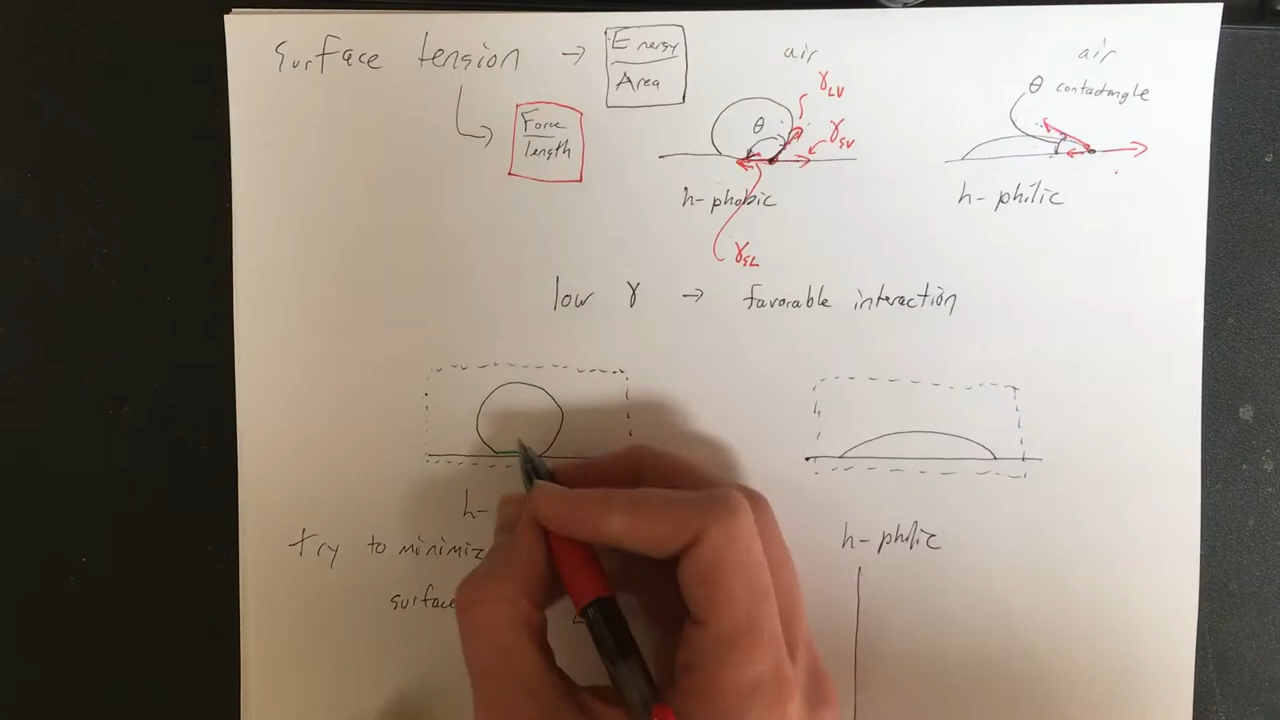 surface tension → Energy
Area
Force
length
air
θ
γLV
γSV
γSL
h-phobic
air
θ contact angle
h-philic
low γ → favorable interaction
h-
try to minimiz
surface
h-philic